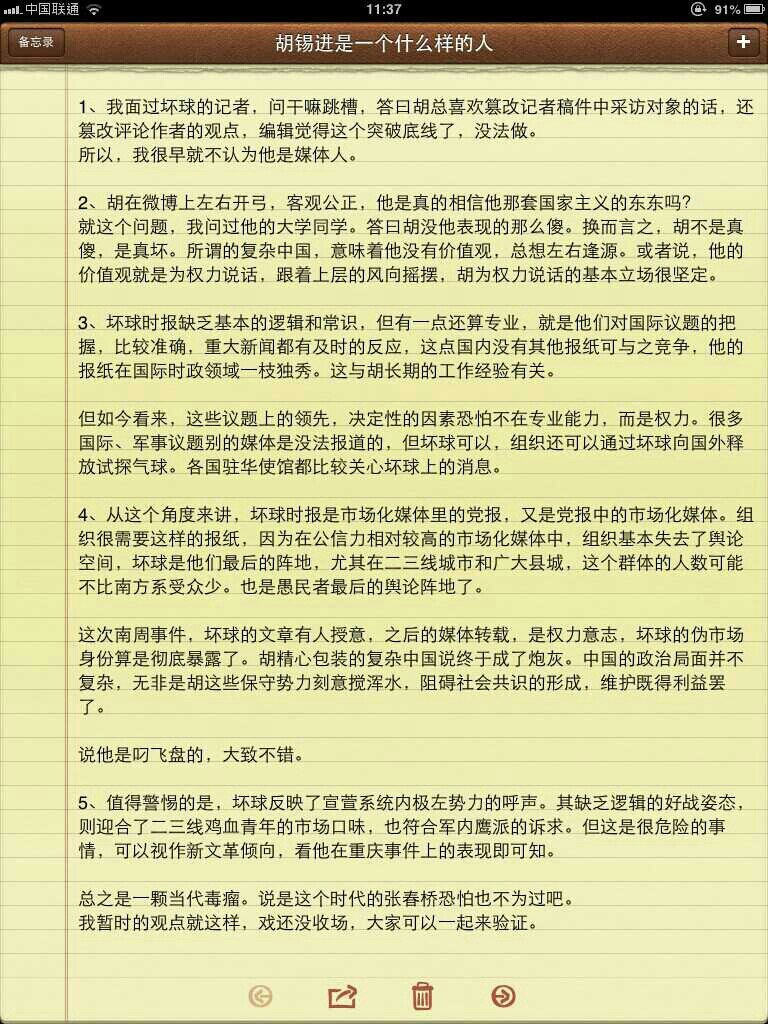 中国联通
11:37
91%
备忘录
胡锡进是一个什么样的人
+
1、我面过坏球的记者，问干嘛跳槽，答曰胡总喜欢篡改记者稿件中采访对象的话，还
篡改评论作者的观点，编辑觉得这个突破底线了，没法做。
所以，我很早就不认为他是媒体人。
2、胡在微博上左右开弓，客观公正，他是真的相信他那套国家主义的东东吗？
就这个问题，我问过他的大学同学。答曰胡没他表现的那么傻。换而言之，胡不是真
傻，是真坏。所谓的复杂中国，意味着他没有价值观，总想左右逢源。或者说，他的
价值观就是为权力说话，跟着上层的风向摇摆，胡为权力说话的基本立场很坚定。
3、坏球时报缺乏基本的逻辑和常识，但有一点还算专业，就是他们对国际议题的把
握，比较准确，重大新闻都有及时的反应，这点国内没有其他报纸可与之竞争，他的
报纸在国际时政领域一枝独秀。这与胡长期的工作经验有关。
但如今看来，这些议题上的领先，决定性的因素恐怕不在专业能力，而是权力。很多
国际、军事议题别的媒体是没法报道的，但坏球可以，组织还可以通过坏球向国外释
放试探气球。各国驻华使馆都比较关心坏球上的消息。
4、从这个角度来讲，坏球时报是市场化媒体里的党报，又是党报中的市场化媒体。组
织很需要这样的报纸，因为在公信力相对较高的市场化媒体中，组织基本失去了舆论
空间，坏球是他们最后的阵地，尤其在二三线城市和广大县城，这个群体的人数可能
不比南方系受众少。也是愚民者最后的舆论阵地了。
这次南周事件，坏球的文章有人授意，之后的媒体转载，是权力意志，坏球的伪市场
身份算是彻底暴露了。胡精心包装的复杂中国说终于成了炮灰。中国的政治局面并不
复杂，无非是胡这些保守势力刻意搅浑水，阻碍社会共识的形成，维护既得利益罢
了。
说他是叼飞盘的，大致不错。
5、值得警惕的是，坏球反映了宣萱系统内极左势力的呼声。其缺乏逻辑的好战姿态，
则迎合了二三线鸡血青年的市场口味，也符合军内鹰派的诉求。但这是很危险的事
情，可以视作新文革倾向，看他在重庆事件上的表现即可知。
总之是一颗当代毒瘤。说是这个时代的张春桥恐怕也不为过吧。
我暂时的观点就这样，戏还没收场，大家可以一起来验证。